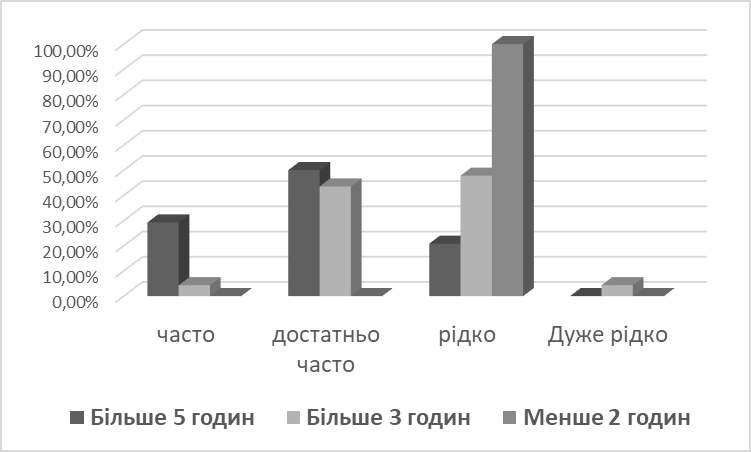 100,00%
90,00%
80,00%
70,00%
60,00%
50,00%
40,00%
30,00%
20,00%
10,00%
0,00%
часто
достатньо
часто
рідко
Дуже рідко
Більше 5 годин
Більше 3 годин
Менше 2 годин